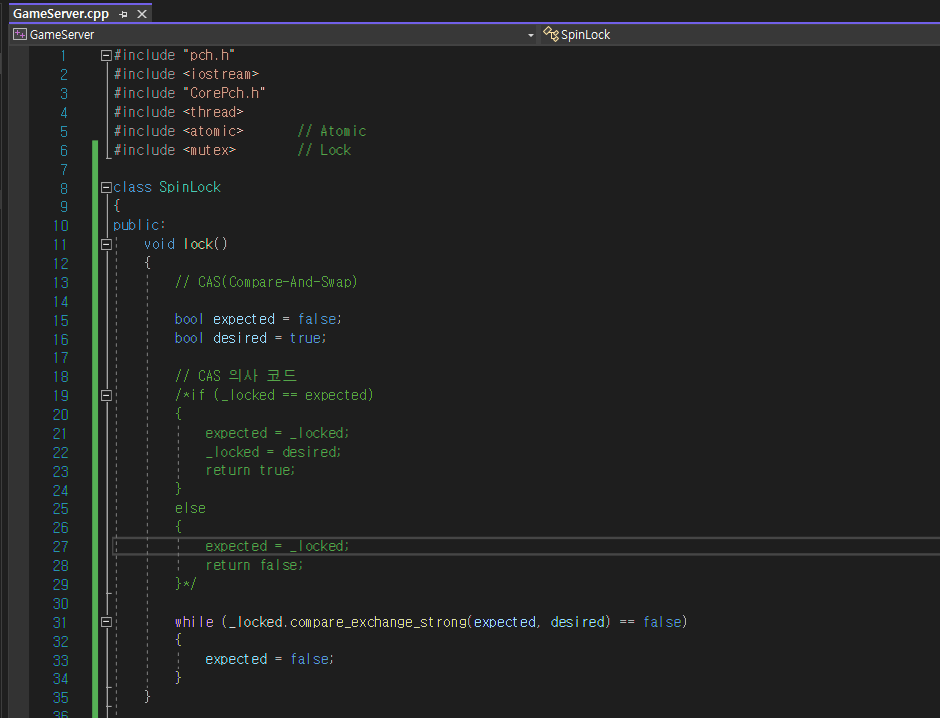 GameServer.cpp
GameServer
SpinLock
1 #include "pch.h"
2 #include <iostream>
3 #include "CorePch.h"
4 #include <thread>
5 #include <atomic> // Atomic
6 #include <mutex> // Lock
7
8 class SpinLock
9 {
10 public:
11 void lock()
12 {
13 // CAS(Compare-And-Swap)
14
15 bool expected = false;
16 bool desired = true;
17
18 // CAS 의사 코드
19 /*if (_locked == expected)
20 {
21 expected = _locked;
22 _locked = desired;
23 return true;
24 }
25 else
26 {
27 expected = _locked;
28 return false;
29 }*/
30
31 while (_locked.compare_exchange_strong(expected, desired) == false)
32 {
33 expected = false;
34 }
35 }
36